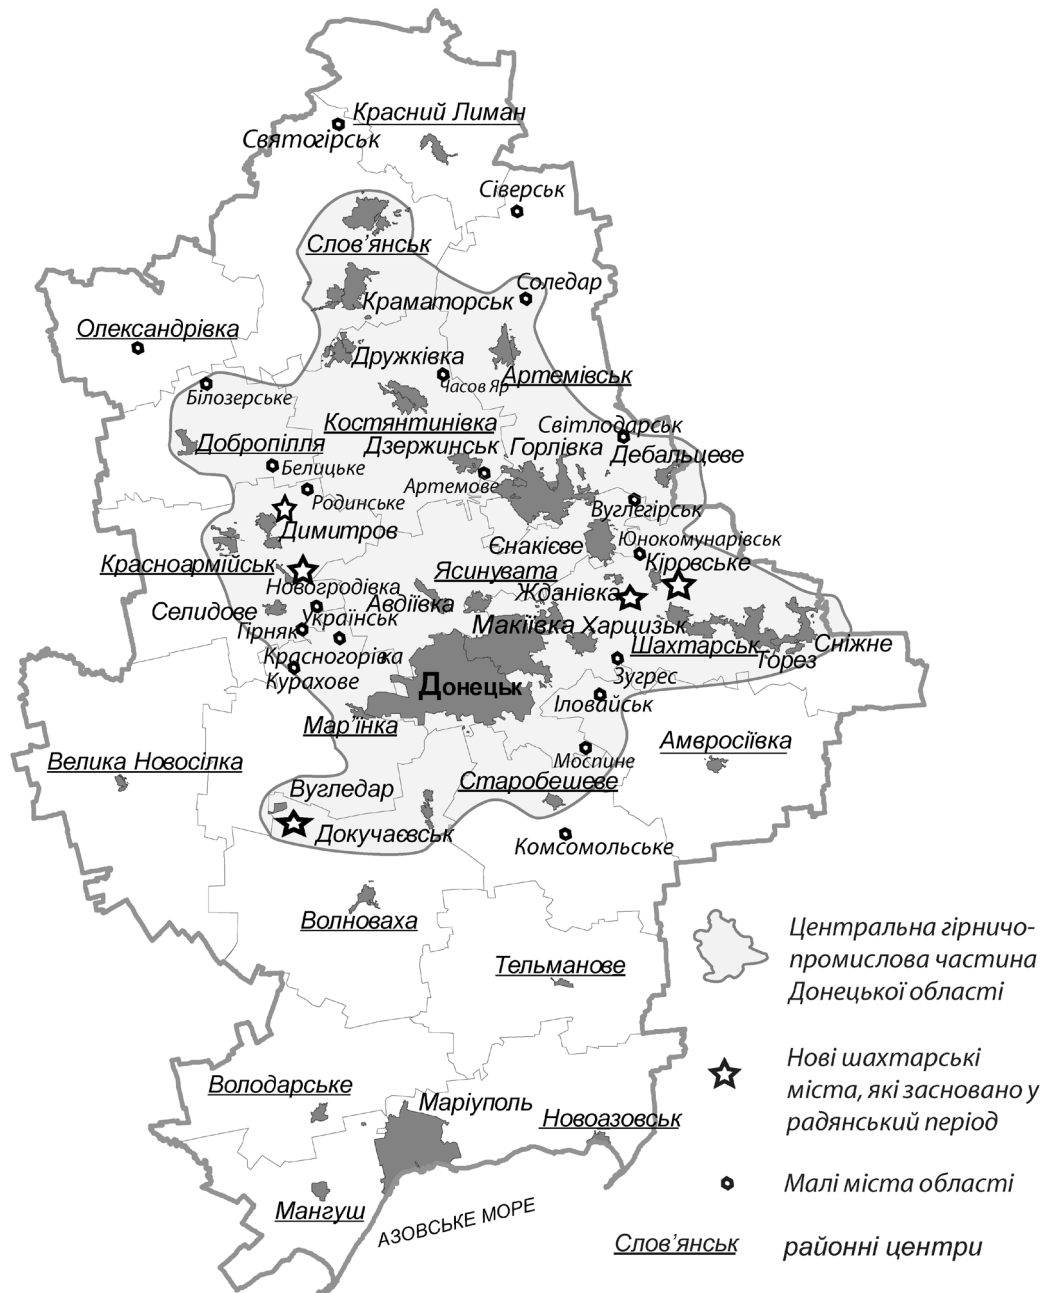 Красний Лиман
Святогірськ
Сіверськ
Слов'янськ
Соледар
Краматорськ
Олександрівка
Дружківка
Часов Яр
Артемівськ
Білозерське
Костянтинівка
Світлодарськ
Добропілля
Дзержинськ
Горлівка
Дебальцеве
Белицьке
Артемове
Родинське
Вуглегірськ
Димитров
Єнакієве
Юнокомунарівськ
Красноармійськ
Ясинувата
Кіровське
Новогродівка
Жданівка
Селидове
Авдіївка
Українськ
Гірняк
Макіївка
Харцизьк
Шахтарськ
Сніжне
Торез
Красногорівка
Зугрес
Курахове
Донецьк
Іловайськ
Мар'їнка
Амвросіївка
Моспине
Велика Новосілка
Старобешеве
Вугледар
Докучаєвськ
Комсомольське
Волноваха
Тельманове
Володарське
Маріуполь
Новоазовськ
Мангуш
АЗОВСЬКЕ МОРЕ
Центральна гірничо-
промислова частина
Донецької області
Нові шахтарські
міста, які засновано у
радянський період
Малі міста області
Слов'янськ
районні центри